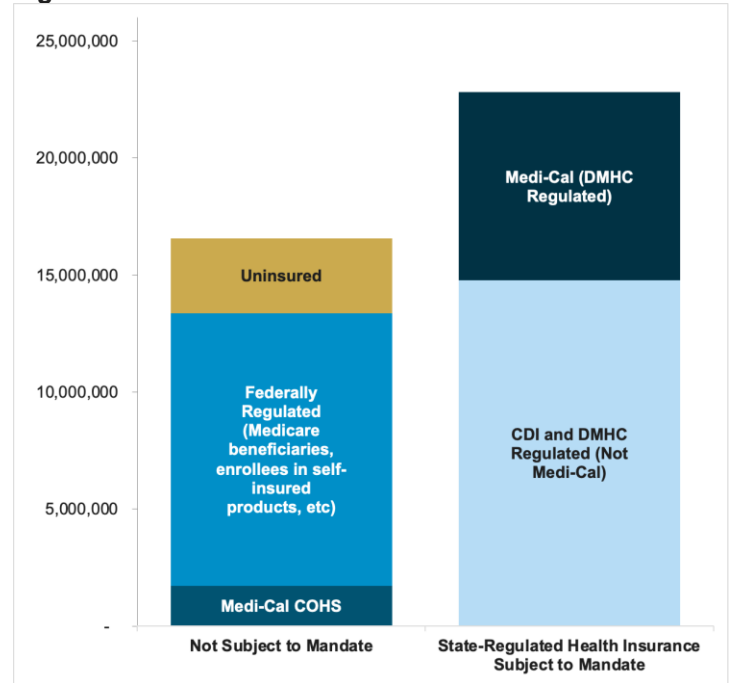 25,000,000
20,000,000
15,000,000
10,000,000
5,000,000
-
Uninsured
Federally
Regulated
(Medicare
beneficiaries,
enrollees in self-
insured
products, etc)
Medi-Cal COHS
Medi-Cal (DMHC
Regulated)
CDI and DMHC
Regulated (Not
Medi-Cal)
Not Subject to Mandate
State-Regulated Health Insurance
Subject to Mandate